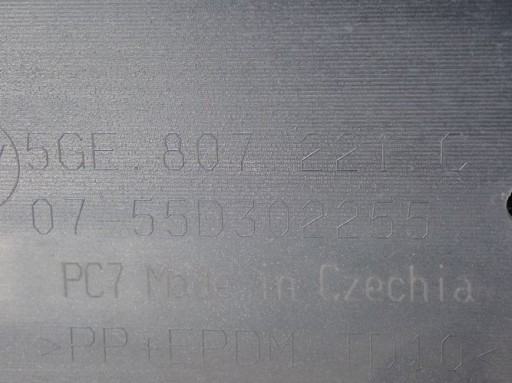 5GE.807.221.C
07-55D302255
PC7 Made in Czechia
>PP+EPDM-TD10<